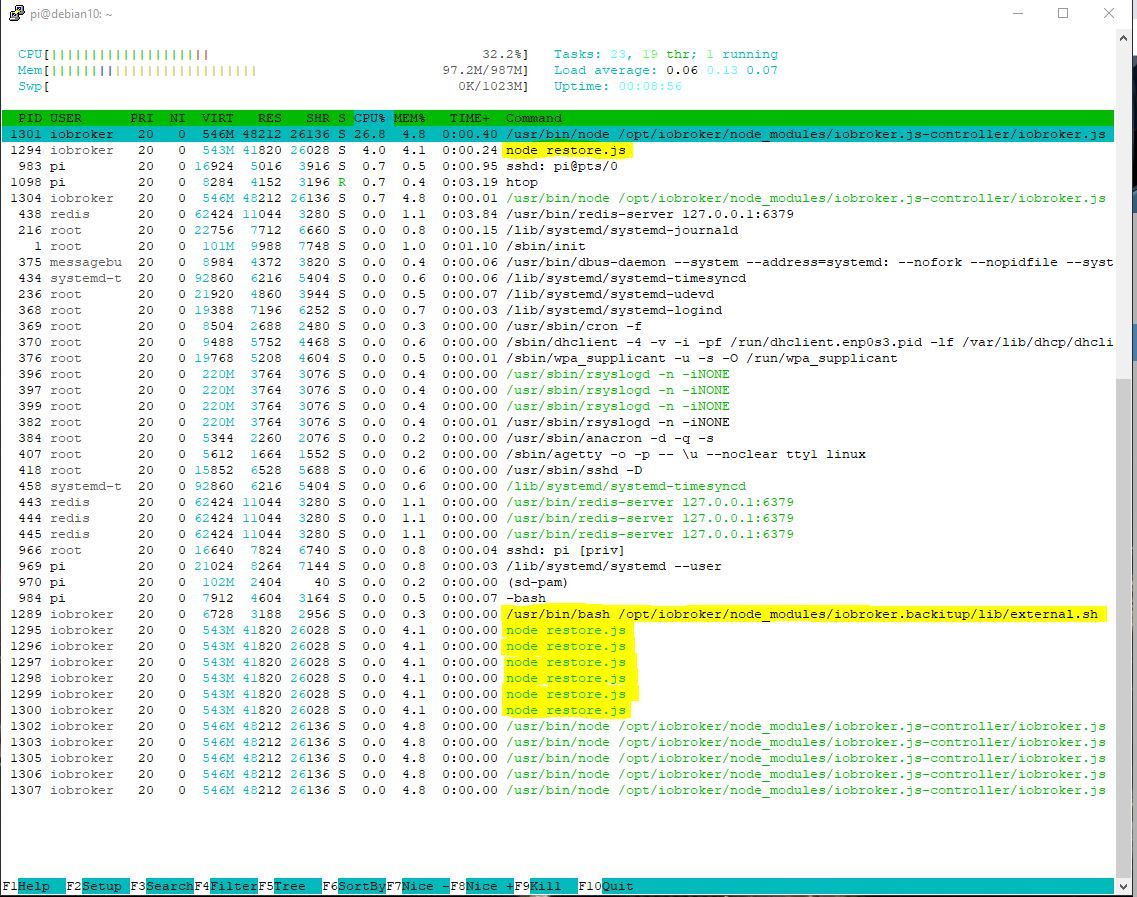 pi@debian10: ~
CPU[|||||||||||||||||||| 32.2%] Tasks: 23, 19 thr; 1 running
Mem[||||||||||||||||||||||||| 97.2M/987M] Load average: 0.06 0.13 0.07
Swp[ 0K/1023M] Uptime: 00:08:56
PID USER PRI NI VIRT RES SHR S CPU% MEM% TIME+ Command
1301 iobroker 20 0 546M 48212 26136 S 26.8 4.8 0:00.40 /usr/bin/node /opt/iobroker/node_modules/iobroker.js-controller/iobroker.js
1294 iobroker 20 0 543M 41820 26028 S 4.0 4.1 0:00.24 node restore.js
983 pi 20 0 16924 5016 3916 S 0.7 0.5 0:00.95 sshd: pi@pts/0
1098 pi 20 0 8284 4152 3196 R 0.7 0.4 0:03.19 htop
1304 iobroker 20 0 546M 48212 26136 S 0.7 4.8 0:00.01 /usr/bin/node /opt/iobroker/node_modules/iobroker.js-controller/iobroker.js
438 redis 20 0 62424 11044 3280 S 0.0 1.1 0:03.84 /usr/bin/redis-server 127.0.0.1:6379
216 root 20 0 22756 7712 6660 S 0.0 0.8 0:00.15 /lib/systemd/systemd-journald
1 root 20 0 101M 9988 7748 S 0.0 1.0 0:01.10 /sbin/init
375 messagebu 20 0 8984 4372 3820 S 0.0 0.4 0:00.06 /usr/bin/dbus-daemon --system --address=systemd: --nofork --nopidfile --syst
434 systemd-t 20 0 92860 6216 5404 S 0.0 0.6 0:00.06 /lib/systemd/systemd-timesyncd
236 root 20 0 21920 4860 3944 S 0.0 0.5 0:00.07 /lib/systemd/systemd-udevd
368 root 20 0 19388 7196 6252 S 0.0 0.7 0:00.03 /lib/systemd/systemd-logind
369 root 20 0 8504 2688 2480 S 0.0 0.3 0:00.00 /usr/sbin/cron -f
370 root 20 0 9488 5752 4468 S 0.0 0.6 0:00.00 /sbin/dhclient -4 -v -i -pf /run/dhclient.enp0s3.pid -lf /var/lib/dhcp/dhcli
376 root 20 0 19768 5208 4604 S 0.0 0.5 0:00.01 /sbin/wpa_supplicant -u -s -O /run/wpa_supplicant
396 root 20 0 220M 3764 3076 S 0.0 0.4 0:00.00 /usr/sbin/rsyslogd -n -iNONE
397 root 20 0 220M 3764 3076 S 0.0 0.4 0:00.00 /usr/sbin/rsyslogd -n -iNONE
399 root 20 0 220M 3764 3076 S 0.0 0.4 0:00.00 /usr/sbin/rsyslogd -n -iNONE
382 root 20 0 220M 3764 3076 S 0.0 0.4 0:00.01 /usr/sbin/rsyslogd -n -iNONE
384 root 20 0 5344 2260 2076 S 0.0 0.2 0:00.00 /usr/sbin/anacron -d -q -s
407 root 20 0 5612 1664 1552 S 0.0 0.2 0:00.00 /sbin/agetty -o -p -- \u --noclear tty1 linux
418 root 20 0 15852 6528 5688 S 0.0 0.6 0:00.00 /usr/sbin/sshd -D
458 systemd-t 20 0 92860 6216 5404 S 0.0 0.6 0:00.00 /lib/systemd/systemd-timesyncd
443 redis 20 0 62424 11044 3280 S 0.0 1.1 0:00.00 /usr/bin/redis-server 127.0.0.1:6379
444 redis 20 0 62424 11044 3280 S 0.0 1.1 0:00.00 /usr/bin/redis-server 127.0.0.1:6379
445 redis 20 0 62424 11044 3280 S 0.0 1.1 0:00.00 /usr/bin/redis-server 127.0.0.1:6379
966 root 20 0 16640 7824 6740 S 0.0 0.8 0:00.04 sshd: pi [priv]
969 pi 20 0 21024 8264 7144 S 0.0 0.8 0:00.03 /lib/systemd/systemd --user
970 pi 20 0 102M 2404 40 S 0.0 0.2 0:00.00 (sd-pam)
984 pi 20 0 7912 4604 3164 S 0.0 0.5 0:00.07 -bash
1289 iobroker 20 0 6728 3188 2956 S 0.0 0.3 0:00.00 /usr/bin/bash /opt/iobroker/node_modules/iobroker.backitup/lib/external.sh
1295 iobroker 20 0 543M 41820 26028 S 0.0 4.1 0:00.00 node restore.js
1296 iobroker 20 0 543M 41820 26028 S 0.0 4.1 0:00.00 node restore.js
1297 iobroker 20 0 543M 41820 26028 S 0.0 4.1 0:00.00 node restore.js
1298 iobroker 20 0 543M 41820 26028 S 0.0 4.1 0:00.00 node restore.js
1299 iobroker 20 0 543M 41820 26028 S 0.0 4.1 0:00.00 node restore.js
1300 iobroker 20 0 543M 41820 26028 S 0.0 4.1 0:00.00 node restore.js
1302 iobroker 20 0 546M 48212 26136 S 0.0 4.8 0:00.00 /usr/bin/node /opt/iobroker/node_modules/iobroker.js-controller/iobroker.js
1303 iobroker 20 0 546M 48212 26136 S 0.0 4.8 0:00.00 /usr/bin/node /opt/iobroker/node_modules/iobroker.js-controller/iobroker.js
1305 iobroker 20 0 546M 48212 26136 S 0.0 4.8 0:00.00 /usr/bin/node /opt/iobroker/node_modules/iobroker.js-controller/iobroker.js
1306 iobroker 20 0 546M 48212 26136 S 0.0 4.8 0:00.00 /usr/bin/node /opt/iobroker/node_modules/iobroker.js-controller/iobroker.js
1307 iobroker 20 0 546M 48212 26136 S 0.0 4.8 0:00.00 /usr/bin/node /opt/iobroker/node_modules/iobroker.js-controller/iobroker.js
F1Help F2Setup F3SearchF4FilterF5Tree F6SortByF7Nice -F8Nice +F9Kill F10Quit